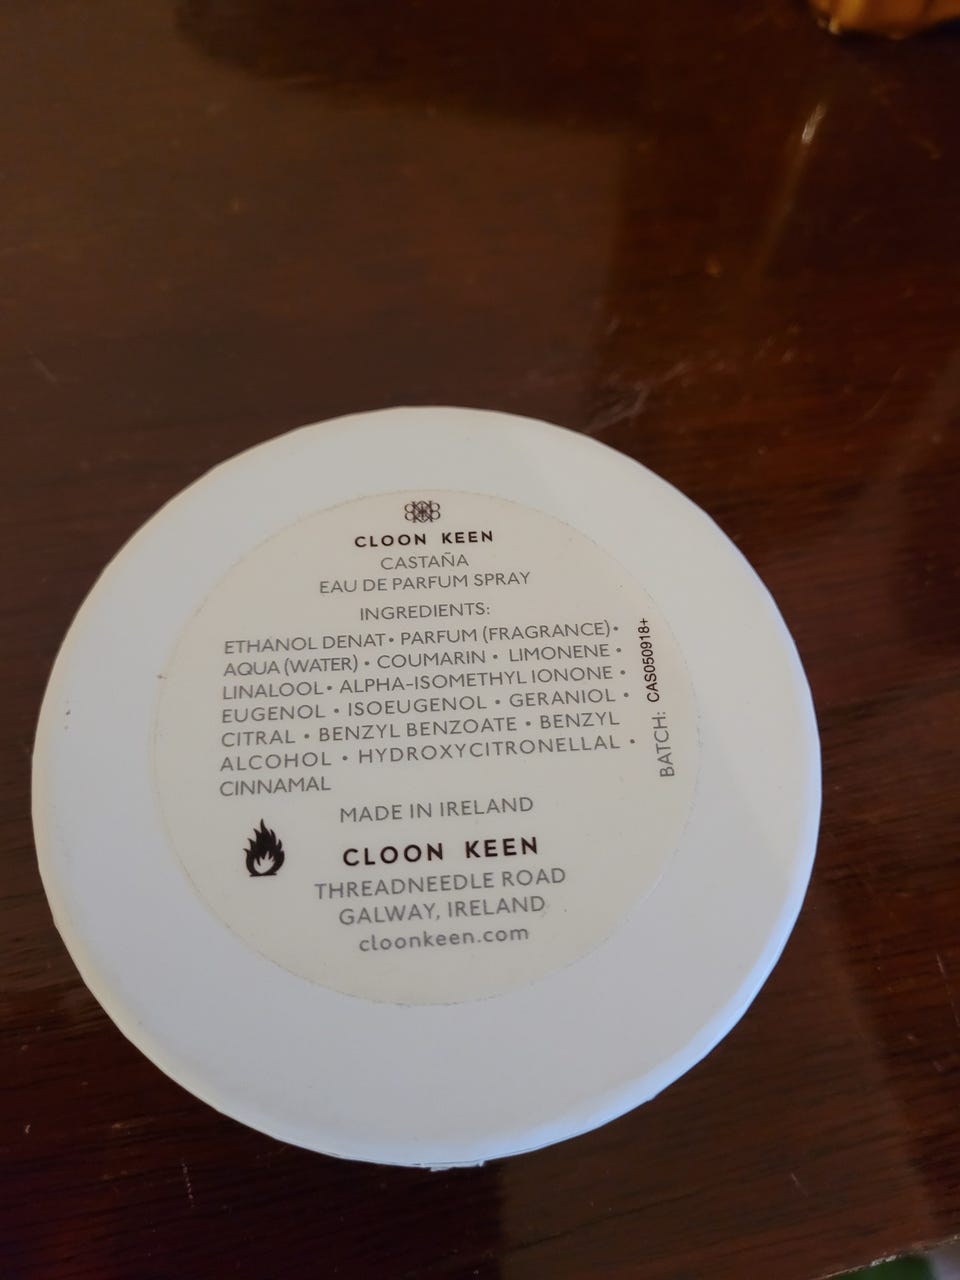 CLOON KEEN
CASTAÑA
EAU DE PARFUM SPRAY
INGREDIENTS:
ETHANOL DENAT • PARFUM (FRAGRANCE) •
AQUA (WATER) • COUMARIN • LIMONENE •
LINALOOL • ALPHA-ISOMETHYL IONONE •
EUGENOL • ISOEUGENOL • GERANIOL •
CITRAL • BENZYL BENZOATE • BENZYL
ALCOHOL • HYDROXYCITRONELLAL •
CINNAMAL
MADE IN IRELAND
CLOON KEEN
THREADNEEDLE ROAD
GALWAY, IRELAND
cloonkeen.com
BATCH: CAS050918+